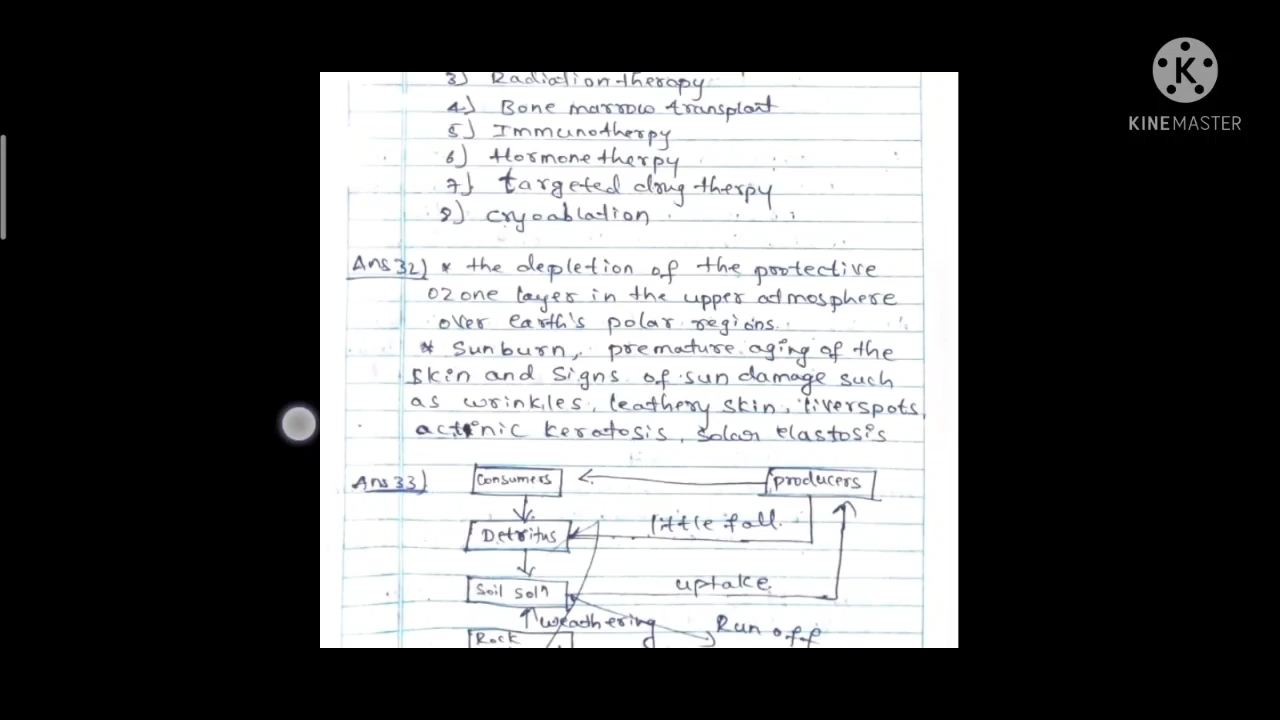 3) Radiation therapy
4) Bone marrow transplant
5) Immunotherpy
6) Hormone therpy
7) targeted drug therpy
8) cryoablation
Ans 32) * the depletion of the protective
ozone layer in the upper atmosphere
over earth's polar regions.
* Sunburn, premature aging of the
skin and signs of sun damage such
as wrinkles, leathery skin, liverspots,
actinic keratosis, solar elastosis
Ans 33) Consumers producers
Detritus little fall
Soil soln uptake
weathering Run off
Rock
K
KINEMASTER